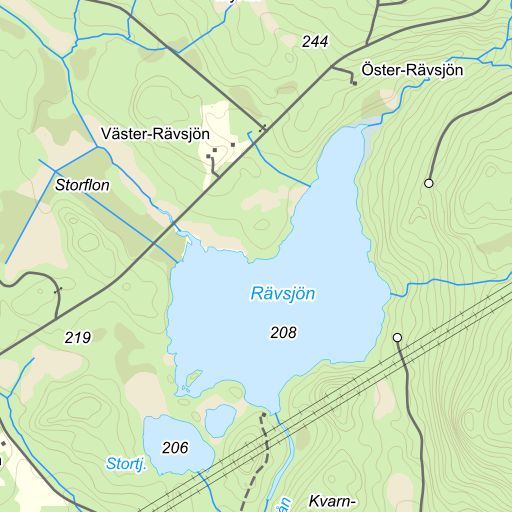 244
Öster-Rävsjön
Väster-Rävsjön
Storflon
Rävsjön
208
219
206
Stortj.
Kvarn-